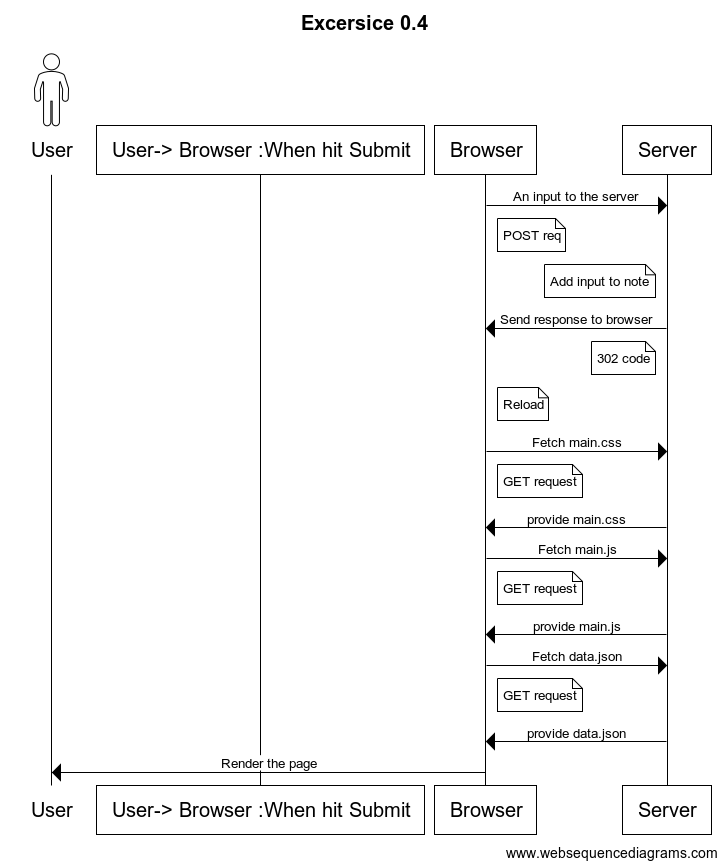 Excersice 0.4
User
User-> Browser :When hit Submit
Browser
Server
An input to the server
POST req
Add input to note
Send response to browser
302 code
Reload
Fetch main.css
GET request
provide main.css
Fetch main.js
GET request
provide main.js
Fetch data.json
GET request
provide data.json
Render the page
User
User-> Browser :When hit Submit
Browser
Server
www.websequencediagrams.com